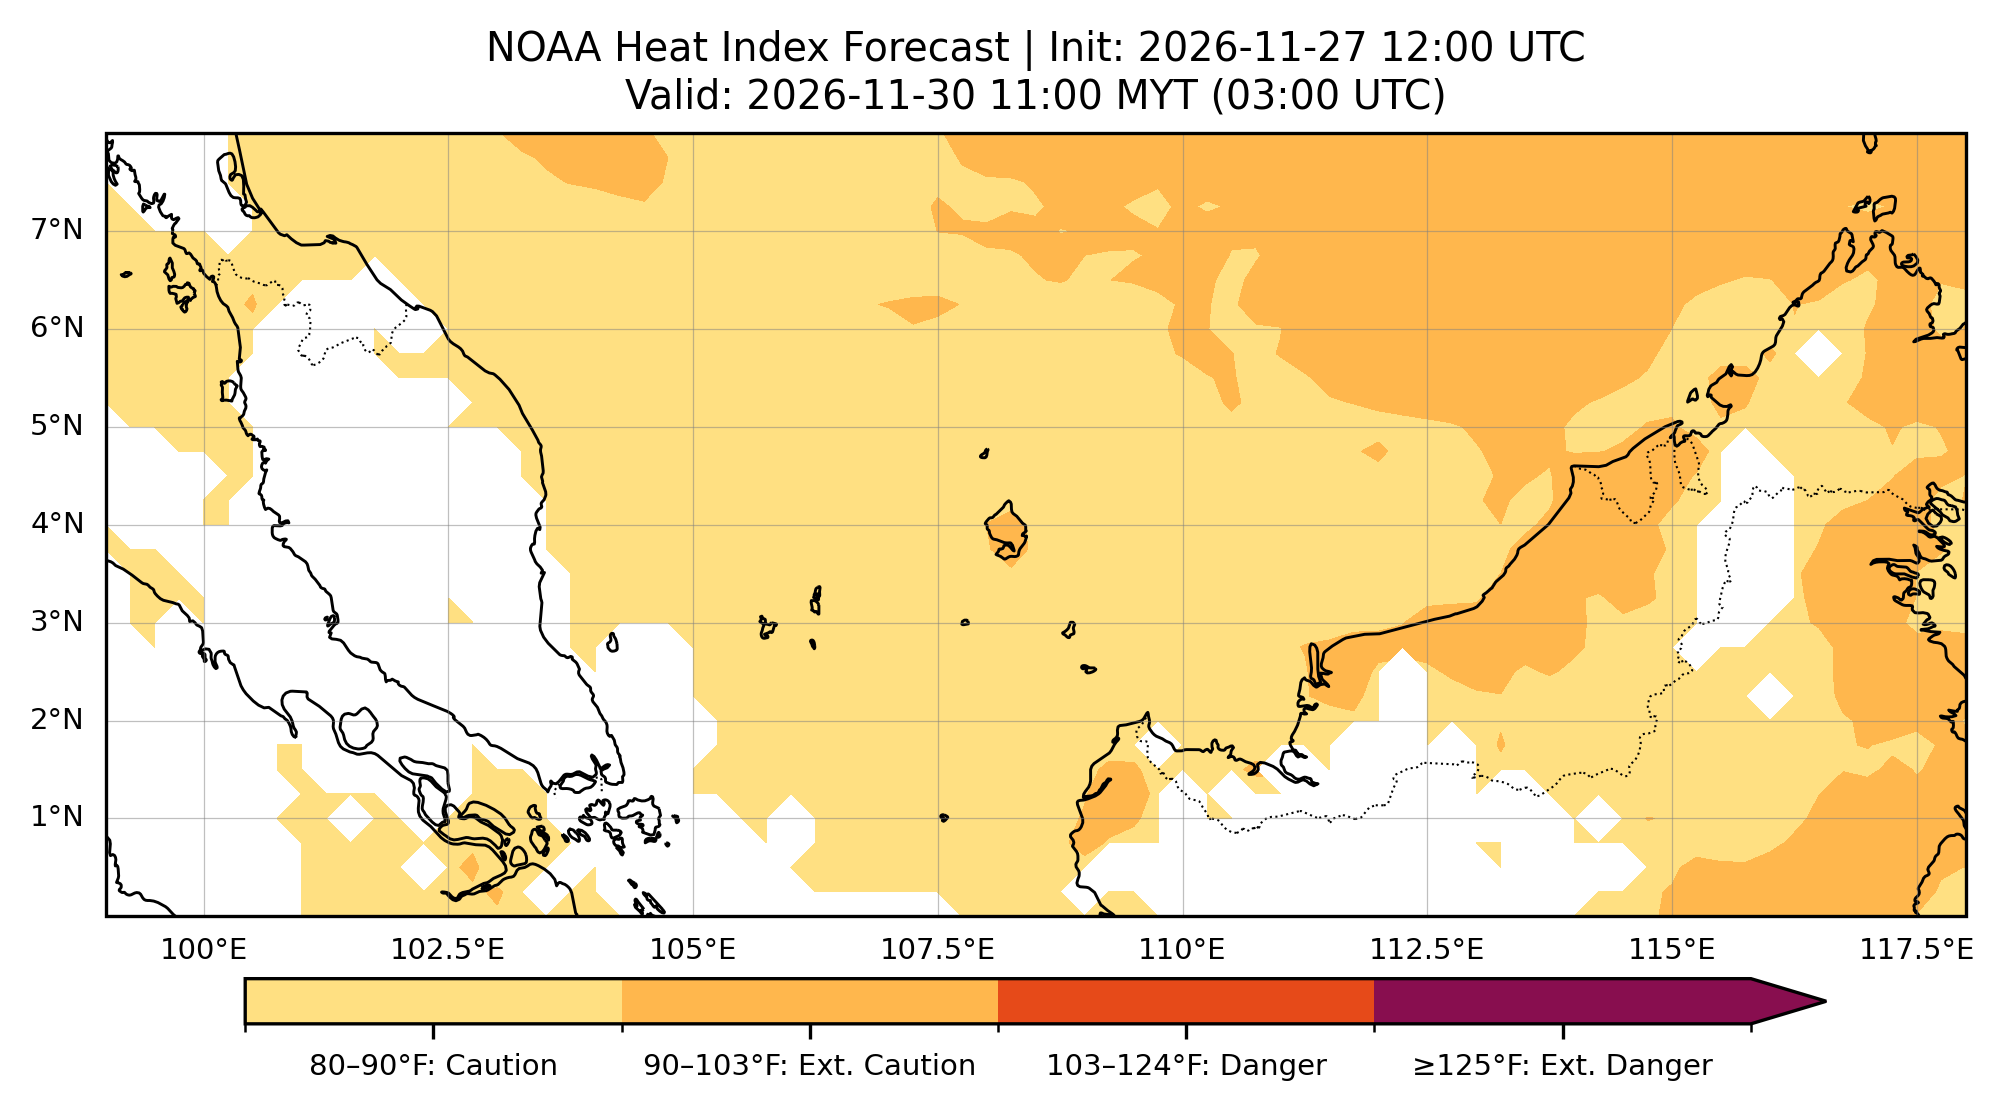 NOAA Heat Index Forecast | Init: 2026-11-27 12:00 UTC
Valid: 2026-11-30 11:00 MYT (03:00 UTC)
7°N
6°N
5°N
4°N
3°N
2°N
1°N
100°E
102.5°E
105°E
107.5°E
110°E
112.5°E
115°E
117.5°E
80–90°F: Caution
90–103°F: Ext. Caution
103–124°F: Danger
≥125°F: Ext. Danger